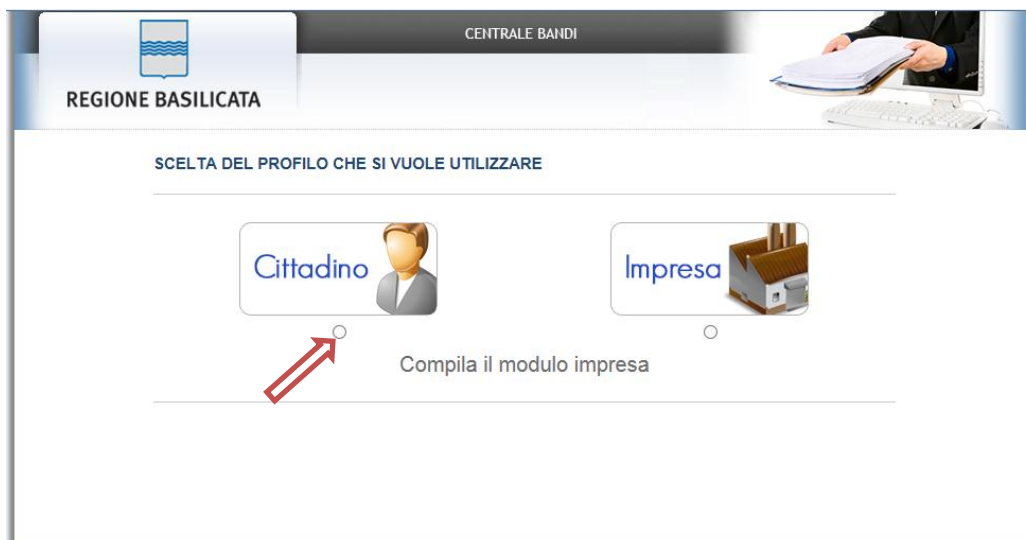 CENTRALE BANDI
REGIONE BASILICATA
SCELTA DEL PROFILO CHE SI VUOLE UTILIZZARE
Cittadino
Impresa
Compila il modulo impresa